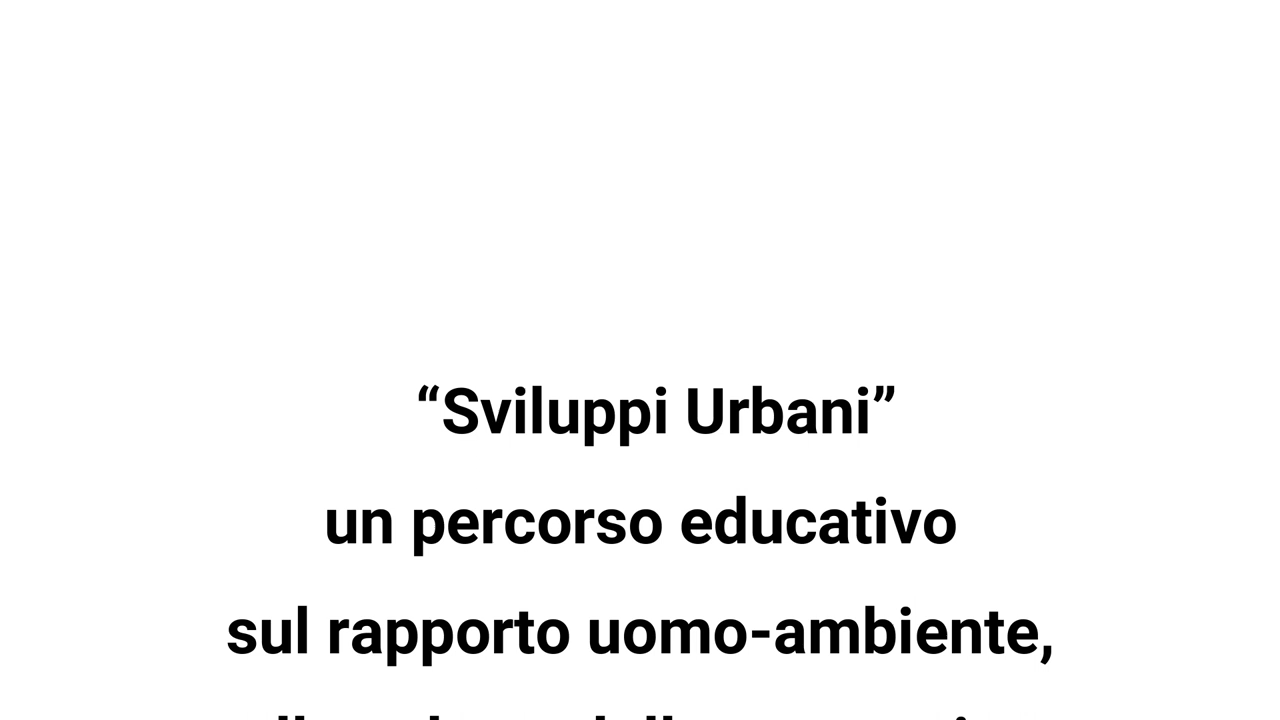 “Sviluppi Urbani”
un percorso educativo
sul rapporto uomo-ambiente,